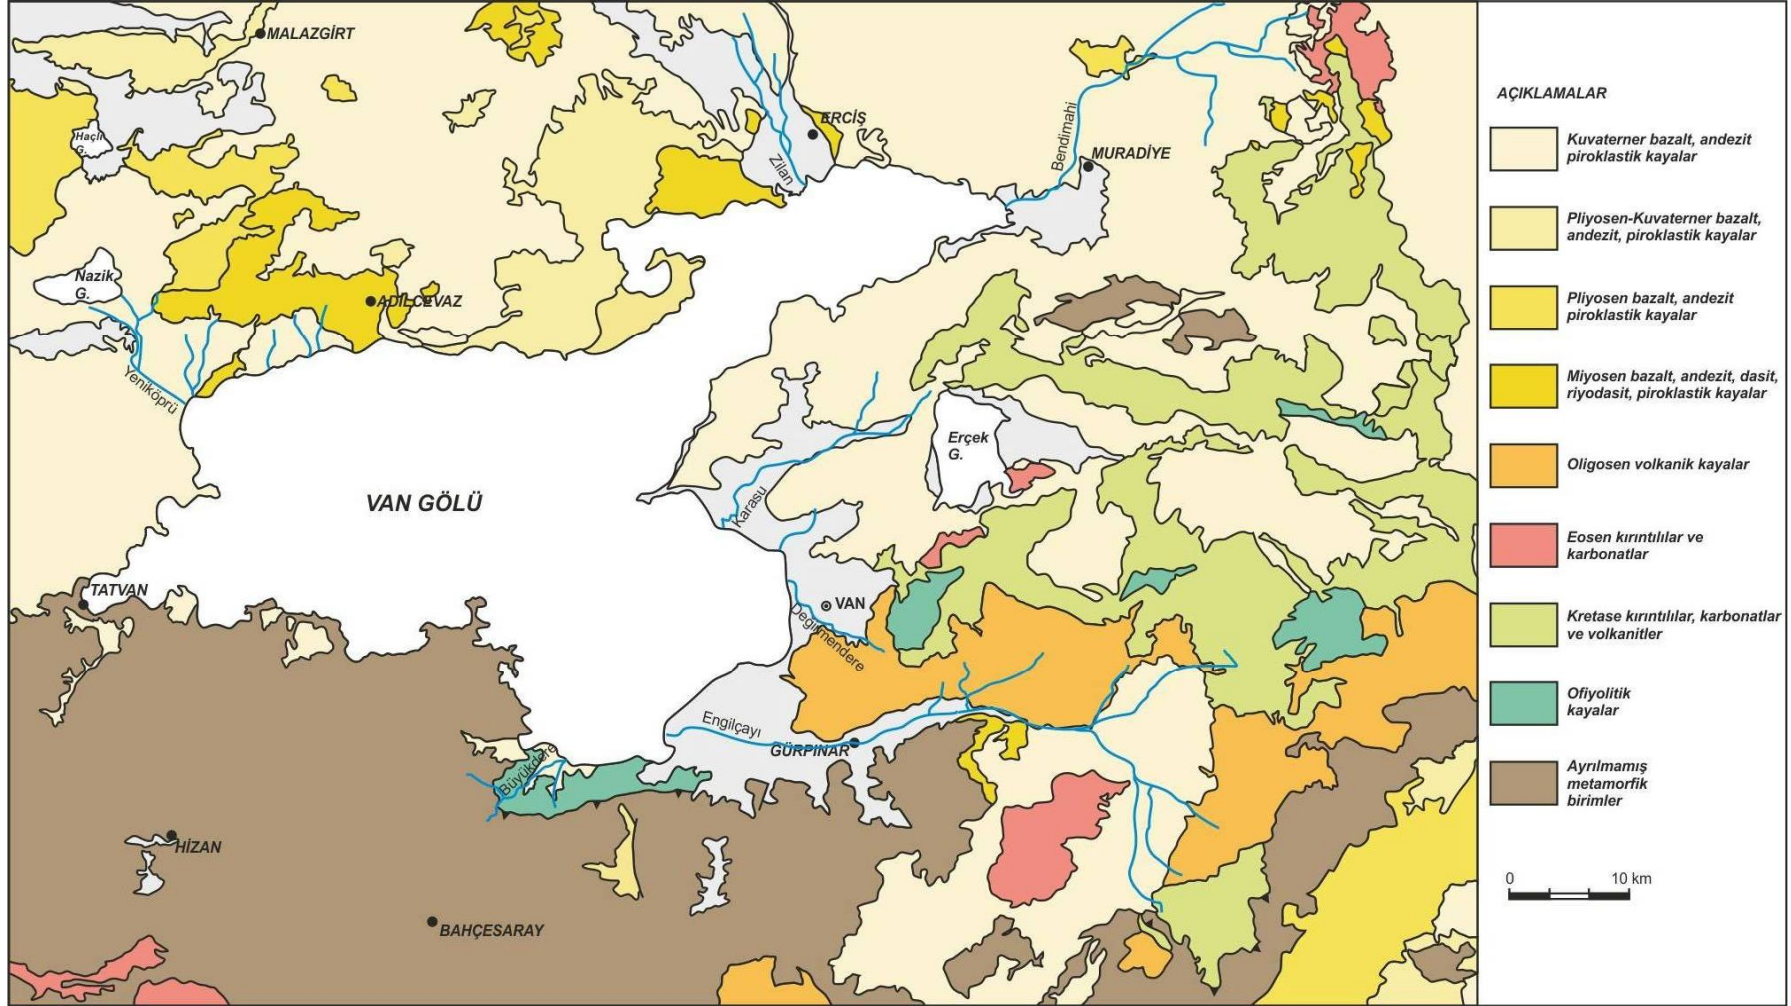 MALAZGİRT
Haçlı
G.
ERCİŞ
Zilan
Bendimahi
MURADİYE
Nazik
G.
ADİLCEVAZ
Yeniköprü
Erçek
G.
VAN GÖLÜ
Karasu
TATVAN
VAN
Değirmendere
Engilçayı
GÜRPINAR
Büyükdere
HİZAN
BAHÇESARAY
AÇIKLAMALAR
Kuvaterner bazalt, andezit
piroklastik kayalar
Pliyosen-Kuvaterner bazalt,
andezit, piroklastik kayalar
Pliyosen bazalt, andezit
piroklastik kayalar
Miyosen bazalt, andezit, dasit,
riyodasit, piroklastik kayalar
Oligosen volkanik kayalar
Eosen kırıntılılar ve
karbonatlar
Kretase kırıntılılar, karbonatlar
ve volkanitler
Ofiyolitik
kayalar
Ayrılmamış
metamorfik
birimler
0 10 km